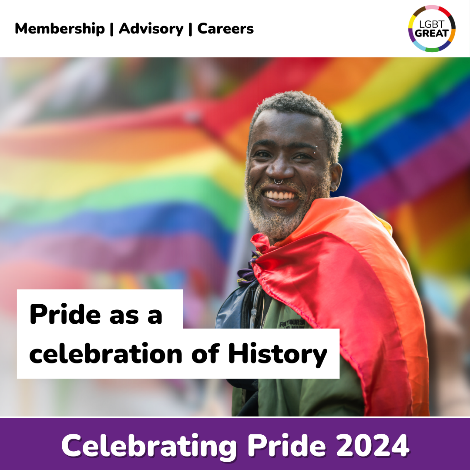 Membership | Advisory | Careers
LGBT
GREAT
Pride as a
celebration of History
Celebrating Pride 2024